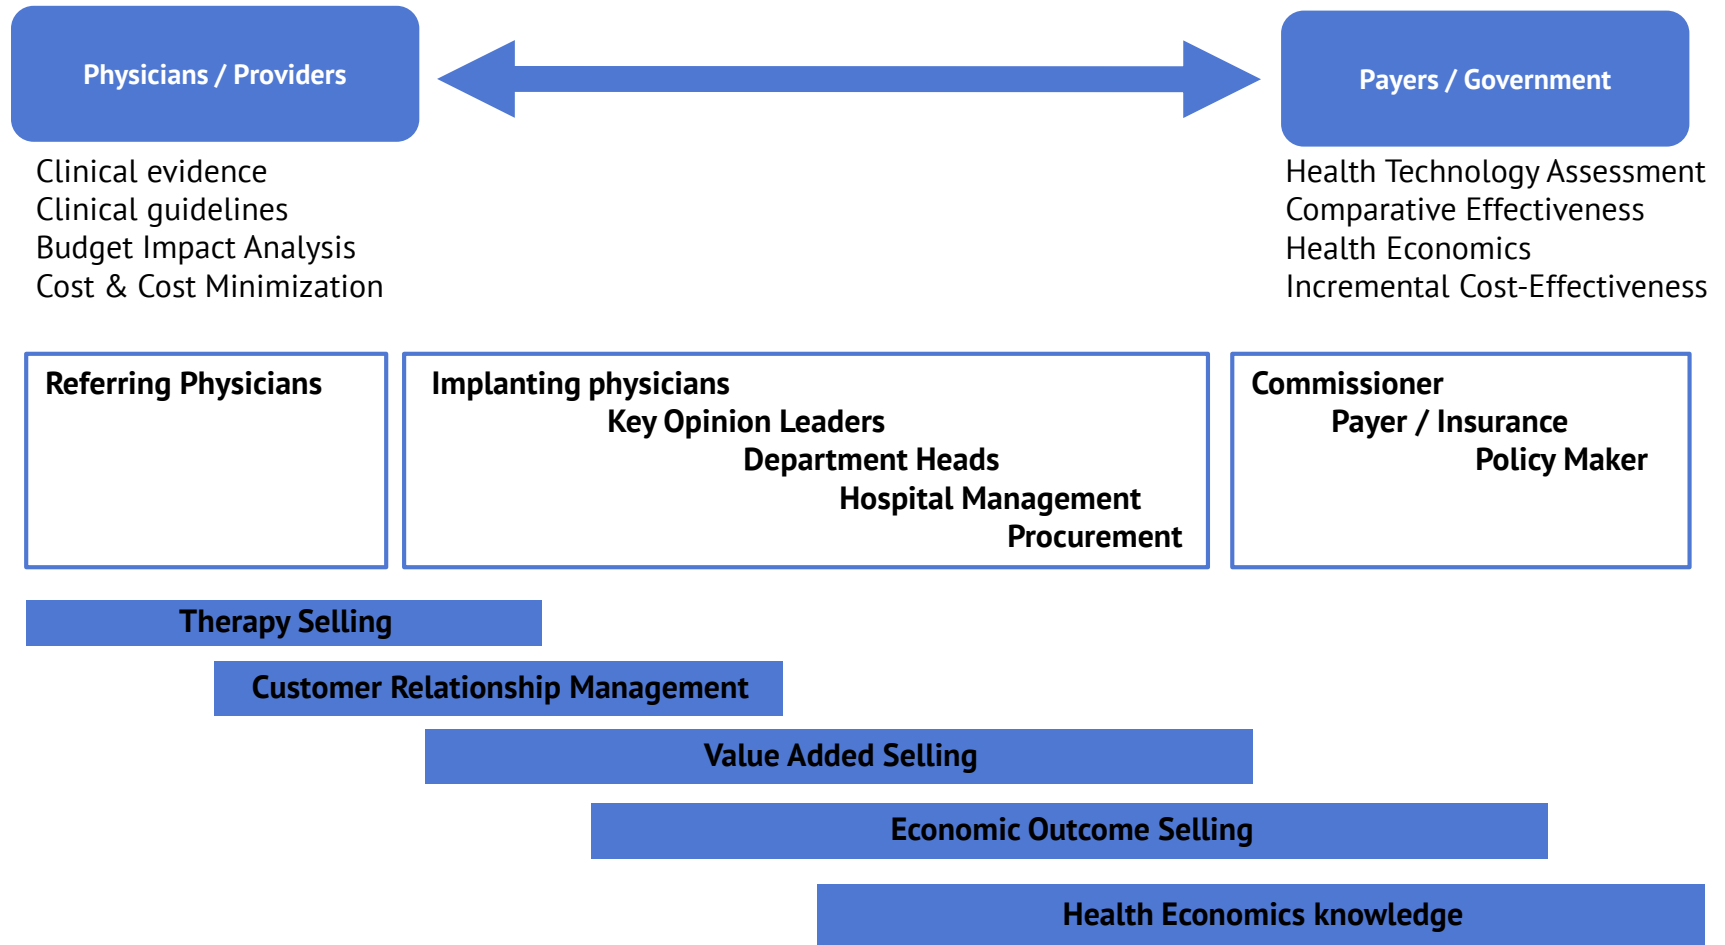 Physicians / Providers
Payers / Government
Clinical evidence
Clinical guidelines
Budget Impact Analysis
Cost & Cost Minimization
Health Technology Assessment
Comparative Effectiveness
Health Economics
Incremental Cost-Effectiveness
Referring Physicians
Implanting physicians
Key Opinion Leaders
Department Heads
Hospital Management
Procurement
Commissioner
Payer / Insurance
Policy Maker
Therapy Selling
Customer Relationship Management
Value Added Selling
Economic Outcome Selling
Health Economics knowledge